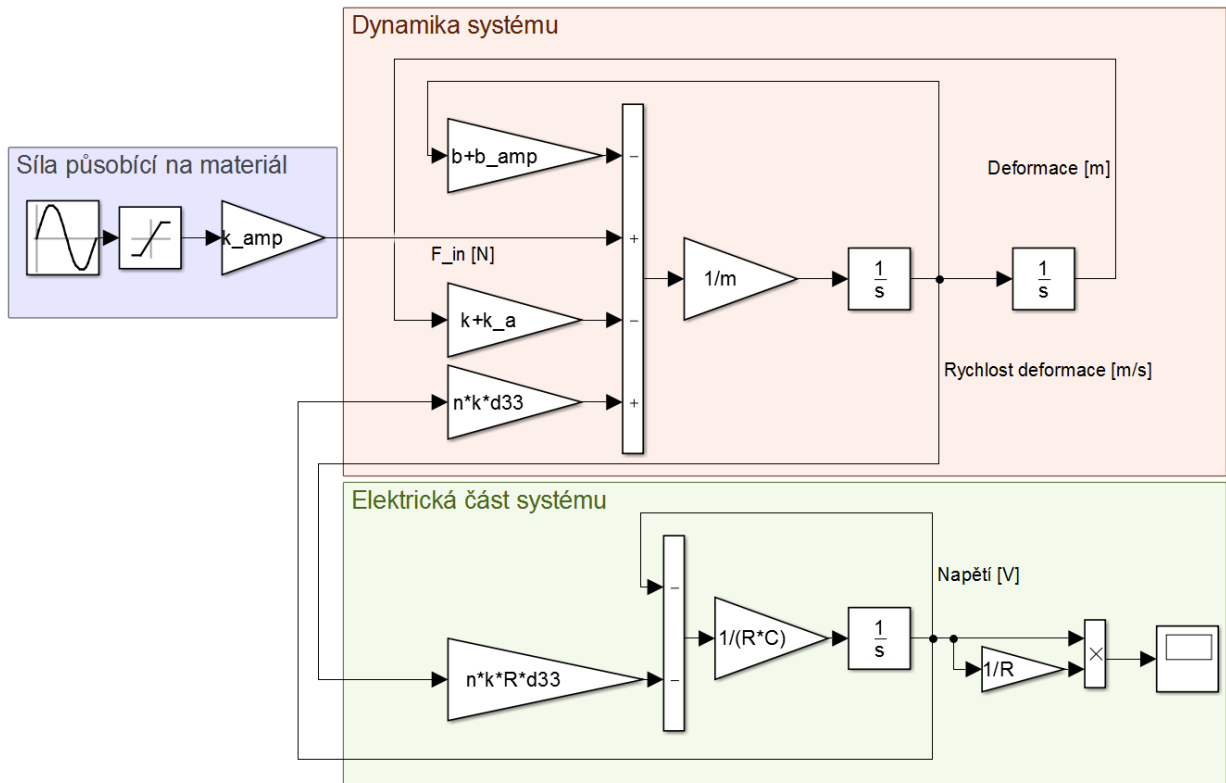 Dynamika systému
b+b_amp
−
Deformace [m]
Síla působící na materiál
k_amp
F_in [N]
+
1/m
1
s
1
s
k+k_a
−
Rychlost deformace [m/s]
n*k*d33
+
Elektrická část systému
−
Napětí [V]
1/(R*C)
1
s
n*k*R*d33
−
1/R
×